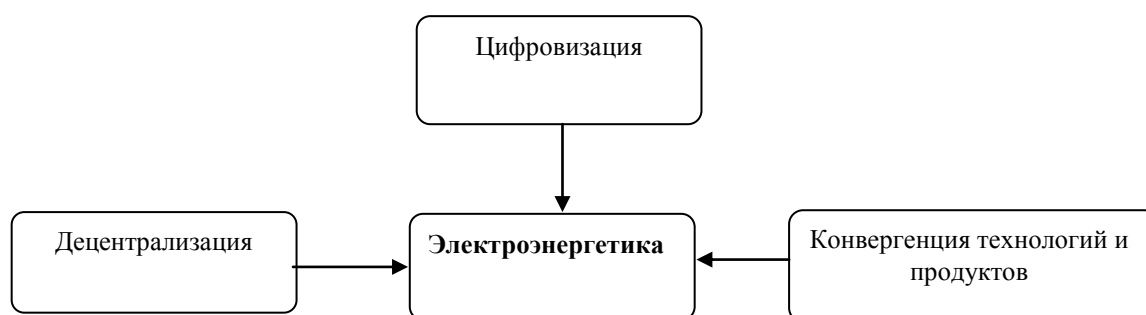 Цифровизация
Децентрализация
Электроэнергетика
Конвергенция технологий и
продуктов